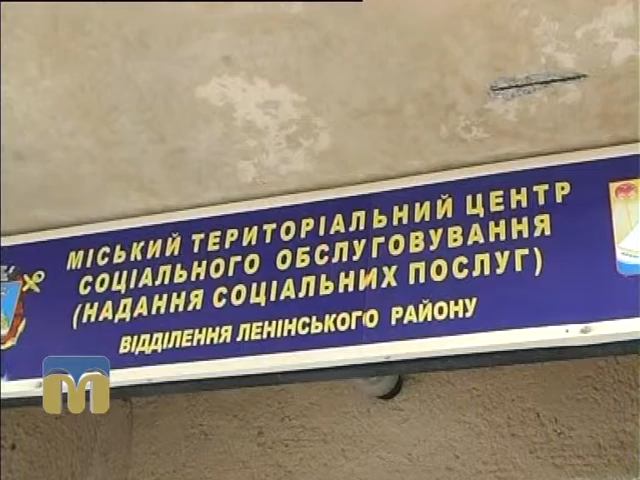 МІСЬКИЙ ТЕРИТОРІАЛЬНИЙ ЦЕНТР
СОЦІАЛЬНОГО ОБСЛУГОВУВАННЯ
(НАДАННЯ СОЦІАЛЬНИХ ПОСЛУГ)
ВІДДІЛЕННЯ ЛЕНІНСЬКОГО РАЙОНУ
М